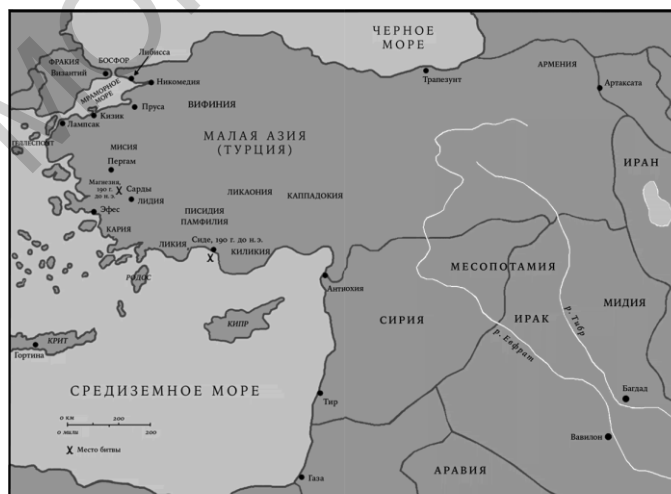 ЧЕРНОЕ
МОРЕ
ФРАКИЯ
БОСФОР
Либисса
Византий
Никомедия
МРАМОРНОЕ
МОРЕ
Трапезунт
АРМЕНИЯ
Артаксата
Кизик
Пруса
ВИФИНИЯ
Лампсак
ГЕЛЛЕСПОНТ
МАЛАЯ АЗИЯ
(ТУРЦИЯ)
МИСИЯ
Пергам
ИРАН
Магнезия,
190 г.
до н. э.
Сарды
ЛИДИЯ
ЛИКАОНИЯ
КАППАДОКИЯ
Эфес
ПИСИДИЯ
ПАМФИЛИЯ
КАРИЯ
ЛИКИЯ
Сиде, 190 г. до н. э.
КИЛИКИЯ
РОДОС
Антиохия
МЕСОПОТАМИЯ
МИДИЯ
КИПР
СИРИЯ
ИРАК
р. Тибр
р. Евфрат
КРИТ
Гортина
СРЕДИЗЕМНОЕ МОРЕ
Тир
Багдад
0 км 200
0 мили 200
Вавилон
Место битвы
АРАВИЯ
Газа